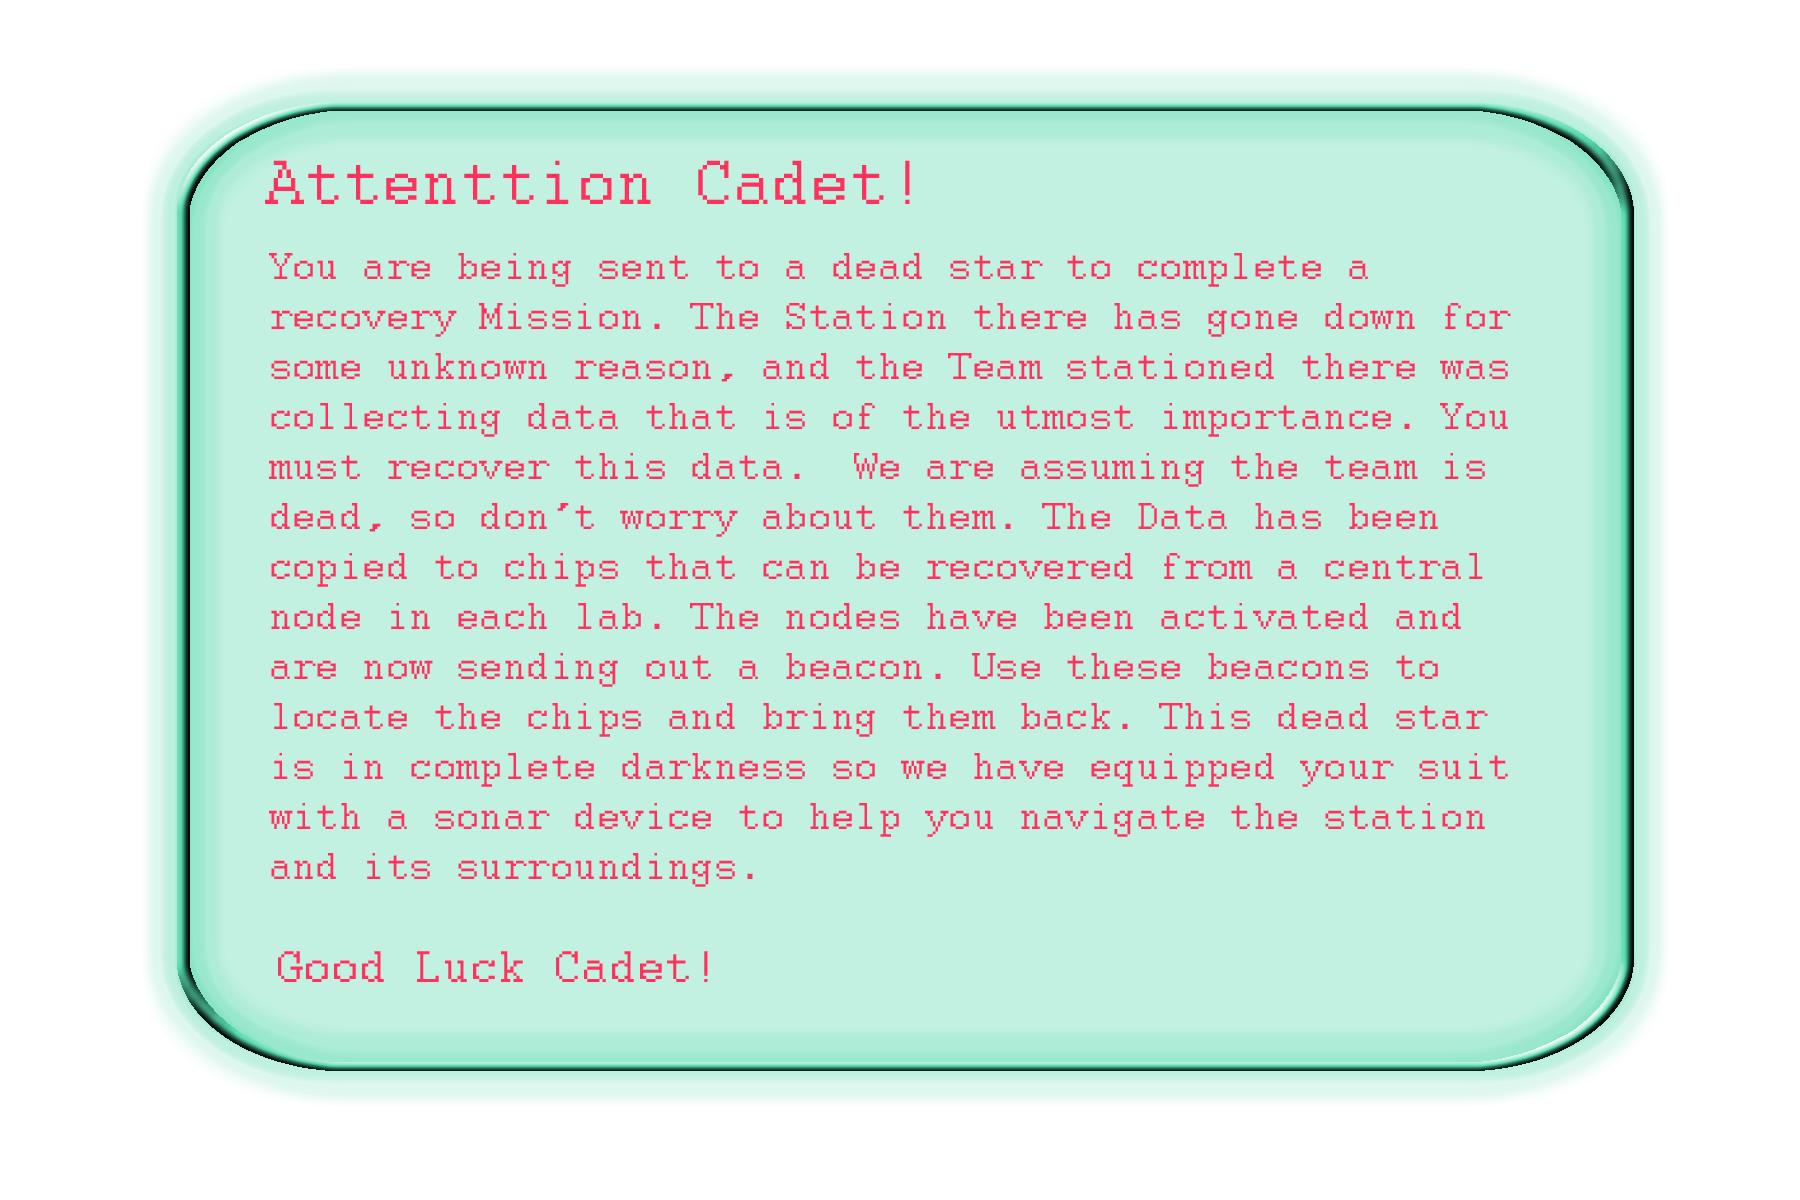 Attenttion Cadet!
You are being sent to a dead star to complete a
recovery Mission. The Station there has gone down for
some unknown reason, and the Team stationed there was
collecting data that is of the utmost importance. You
must recover this data.  We are assuming the team is
dead, so don't worry about them. The Data has been
copied to chips that can be recovered from a central
node in each lab. The nodes have been activated and
are now sending out a beacon. Use these beacons to
locate the chips and bring them back. This dead star
is in complete darkness so we have equipped your suit
with a sonar device to help you navigate the station
and its surroundings.
Good Luck Cadet!